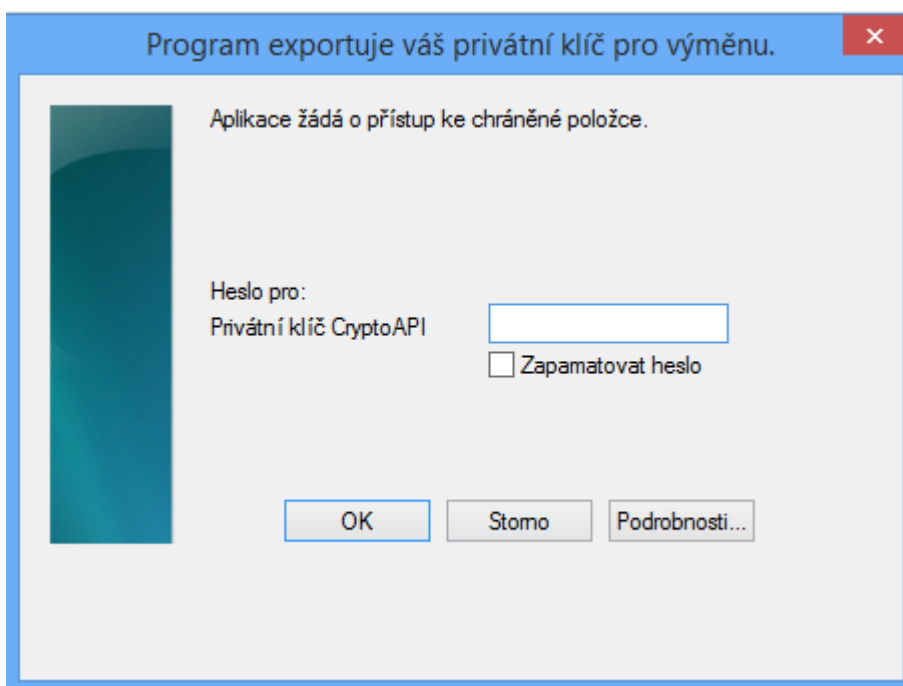 Program exportuje váš privátní klíč pro výměnu.
Aplikace žádá o přístup ke chráněné položce.
Heslo pro:
Privátní klíč CryptoAPI
Zapamatovat heslo
OK Storno Podrobnosti...